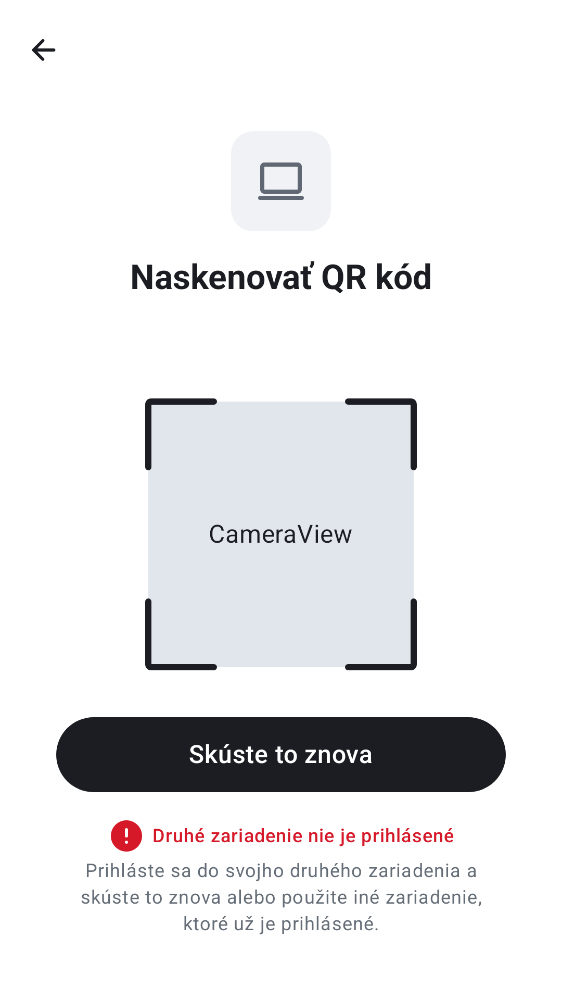 Naskenovať QR kód
CameraView
Skúste to znova
Druhé zariadenie nie je prihlásené
Prihláste sa do svojho druhého zariadenia a
skúste to znova alebo použite iné zariadenie,
ktoré už je prihlásené.